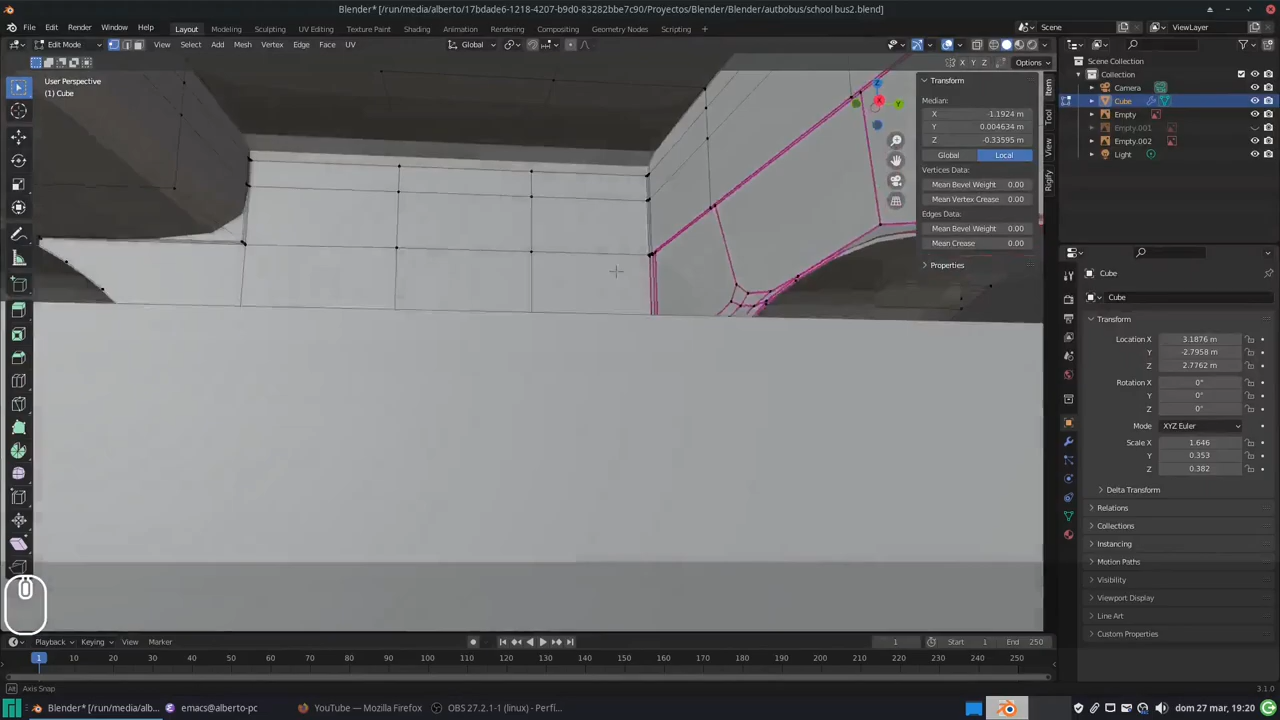 Blender* [/run/media/alberto/17bdade6-1218-4207-b9d0-83282bbe7c90/Proyectos/Blender/Blender/autbobus/school bus2.blend]
File Edit Render Window Help Layout Modeling Sculpting UV Editing Texture Paint Shading Animation Rendering Compositing Geometry Nodes Scripting Scene ViewLayer
Edit Mode View Select Add Mesh Vertex Edge Face UV Global
X Y Z Options
User Perspective
(1) Cube
Transform
Median:
X -1.1924 m
Y 0.004634 m
Z -0.33595 m
Global Local
Vertices Data:
Mean Bevel Weight 0.00
Mean Vertex Crease 0.00
Edges Data:
Mean Bevel Weight 0.00
Mean Crease 0.00
Properties
Item
Tool
View
Rigify
Scene Collection
Collection
Camera
Cube
Empty
Empty.001
Empty.002
Light
Cube
Cube
Transform
Location X 3.1876 m
Y -2.7958 m
Z 2.7762 m
Rotation X 0°
Y 0°
Z 0°
Mode XYZ Euler
Scale X 1.646
Y 0.353
Z 0.382
Delta Transform
Relations
Collections
Instancing
Motion Paths
Visibility
Viewport Display
Line Art
Custom Properties
Playback Keying View Marker 1 Start 1 End 250
1 10 20 30 40 50 60 70 80 90 100 110 120 130 140 150 160 170 180 190 200 210 220 230 240 250
Axis Snap 3.1.0
Blender* [/run/media/alberto/17bdade6-1218-4207-b9d0-83282bbe7c90/... emacs@alberto-pc YouTube — Mozilla Firefox OBS 27.2.1-1 (linux) - Perfi... dom 27 mar, 19:20